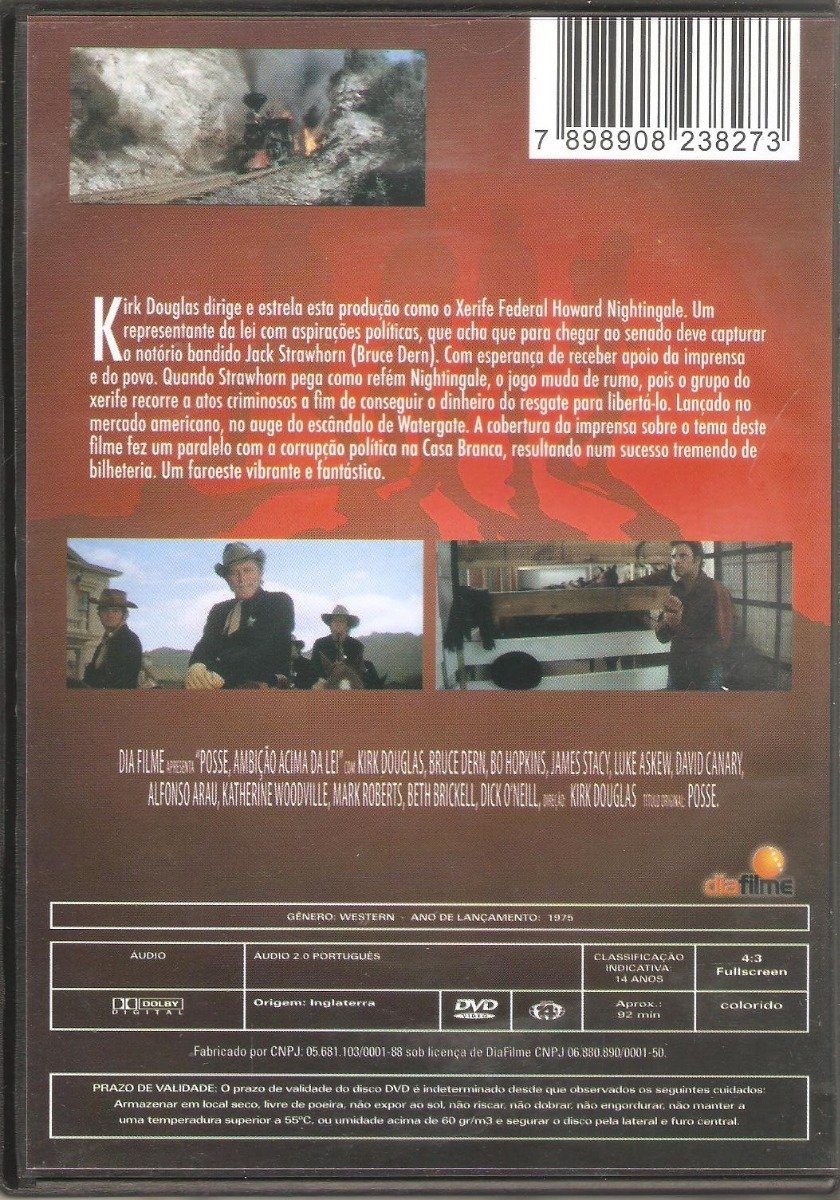 7 898908 238273
Kirk Douglas dirige e estrela esta produção como o Xerife Federal Howard Nightingale. Um
representante da lei com aspirações políticas, que acha que para chegar ao senado deve capturar
o notório bandido Jack Strawhorn (Bruce Dern). Com esperança de receber apoio da imprensa
e do povo. Quando Strawhorn pega como refém Nightingale, o jogo muda de rumo, pois o grupo do
xerife recorre a atos criminosos a fim de conseguir o dinheiro do resgate para libertá-lo. Lançado no
mercado americano, no auge do escândalo de Watergate. A cobertura da imprensa sobre o tema deste
filme fez um paralelo com a corrupção política na Casa Branca, resultando num sucesso tremendo de
bilheteria. Um faroeste vibrante e fantástico.
DIA FILME APRESENTA "POSSE, AMBIÇÃO ACIMA DA LEI" COM KIRK DOUGLAS, BRUCE DERN, BO HOPKINS, JAMES STACY, LUKE ASKEW, DAVID CANARY,
ALFONSO ARAU, KATHERINE WOODVILLE, MARK ROBERTS, BETH BRICKELL, DICK O'NEILL, DIREÇÃO: KIRK DOUGLAS TITULO ORIGINAL: POSSE.
diafilme
GÊNERO: WESTERN - ANO DE LANÇAMENTO: 1975
ÁUDIO
ÁUDIO 2.0 PORTUGUÊS
CLASSIFICAÇÃO
INDICATIVA:
14 ANOS
4:3
Fullscreen
DOLBY
DIGITAL
Origem: Inglaterra
DVD
VIDEO
Aprox.:
92 min
colorido
Fabricado por CNPJ: 05.681.103/0001-88 sob licença de DiaFilme CNPJ 06.880.890/0001-50.
PRAZO DE VALIDADE: O prazo de validade do disco DVD é indeterminado desde que observados os seguintes cuidados:
Armazenar em local seco, livre de poeira, não expor ao sol, não riscar, não dobrar, não engordurar, não manter a
uma temperatura superior a 55ºC, ou umidade acima de 60 gr/m3 e segurar o disco pela lateral e furo central.